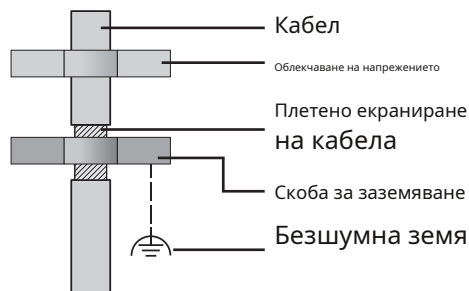 Кабел
Облекчаване на напрежението
Плетено екраниране
на кабела
Скоба за заземяване
Безшумна земя